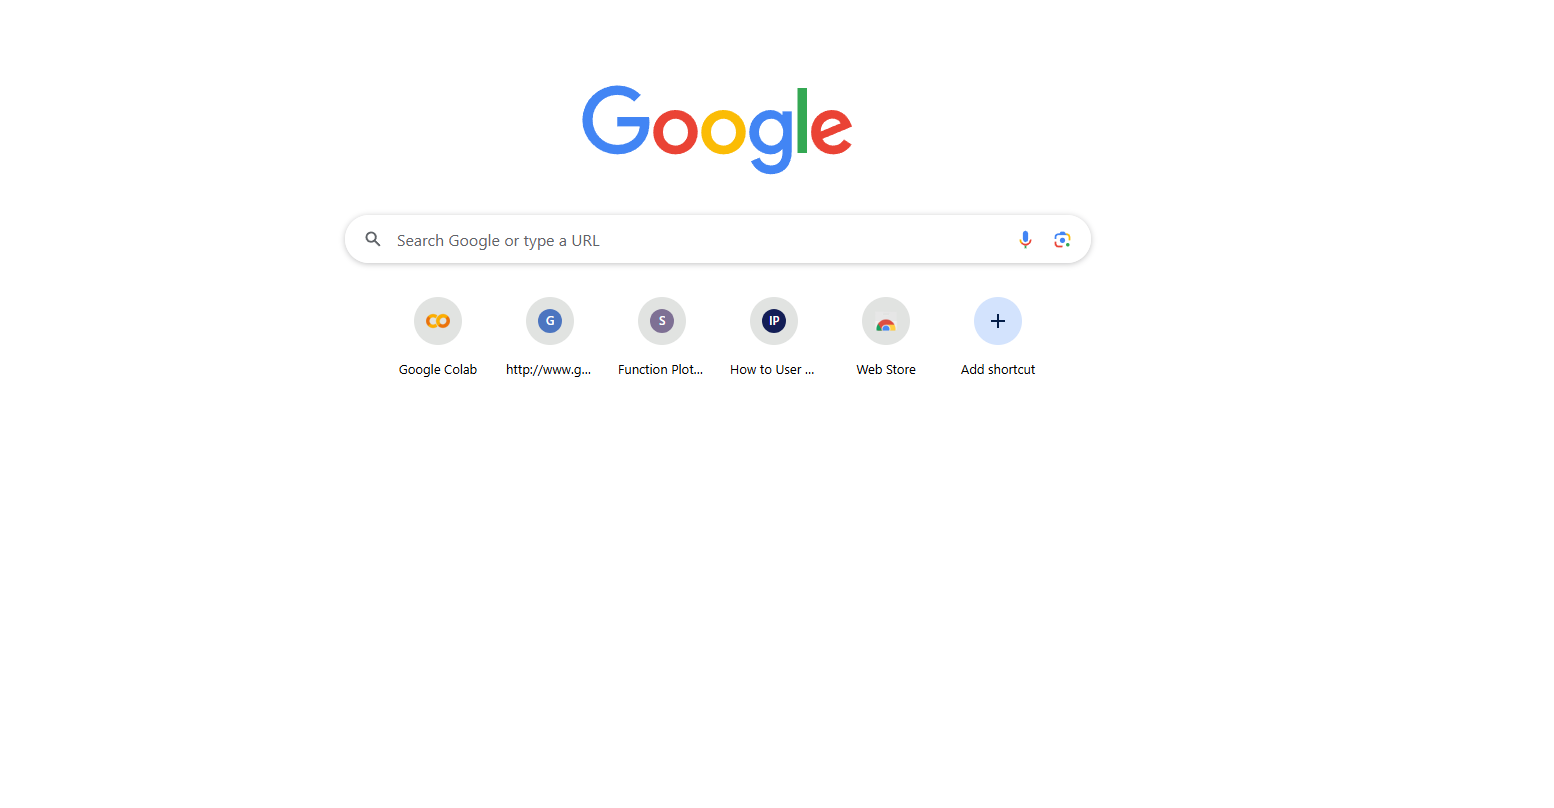 Google
Search Google or type a URL
G S IP
Google Colab http://www.g... Function Plot... How to User ... Web Store Add shortcut